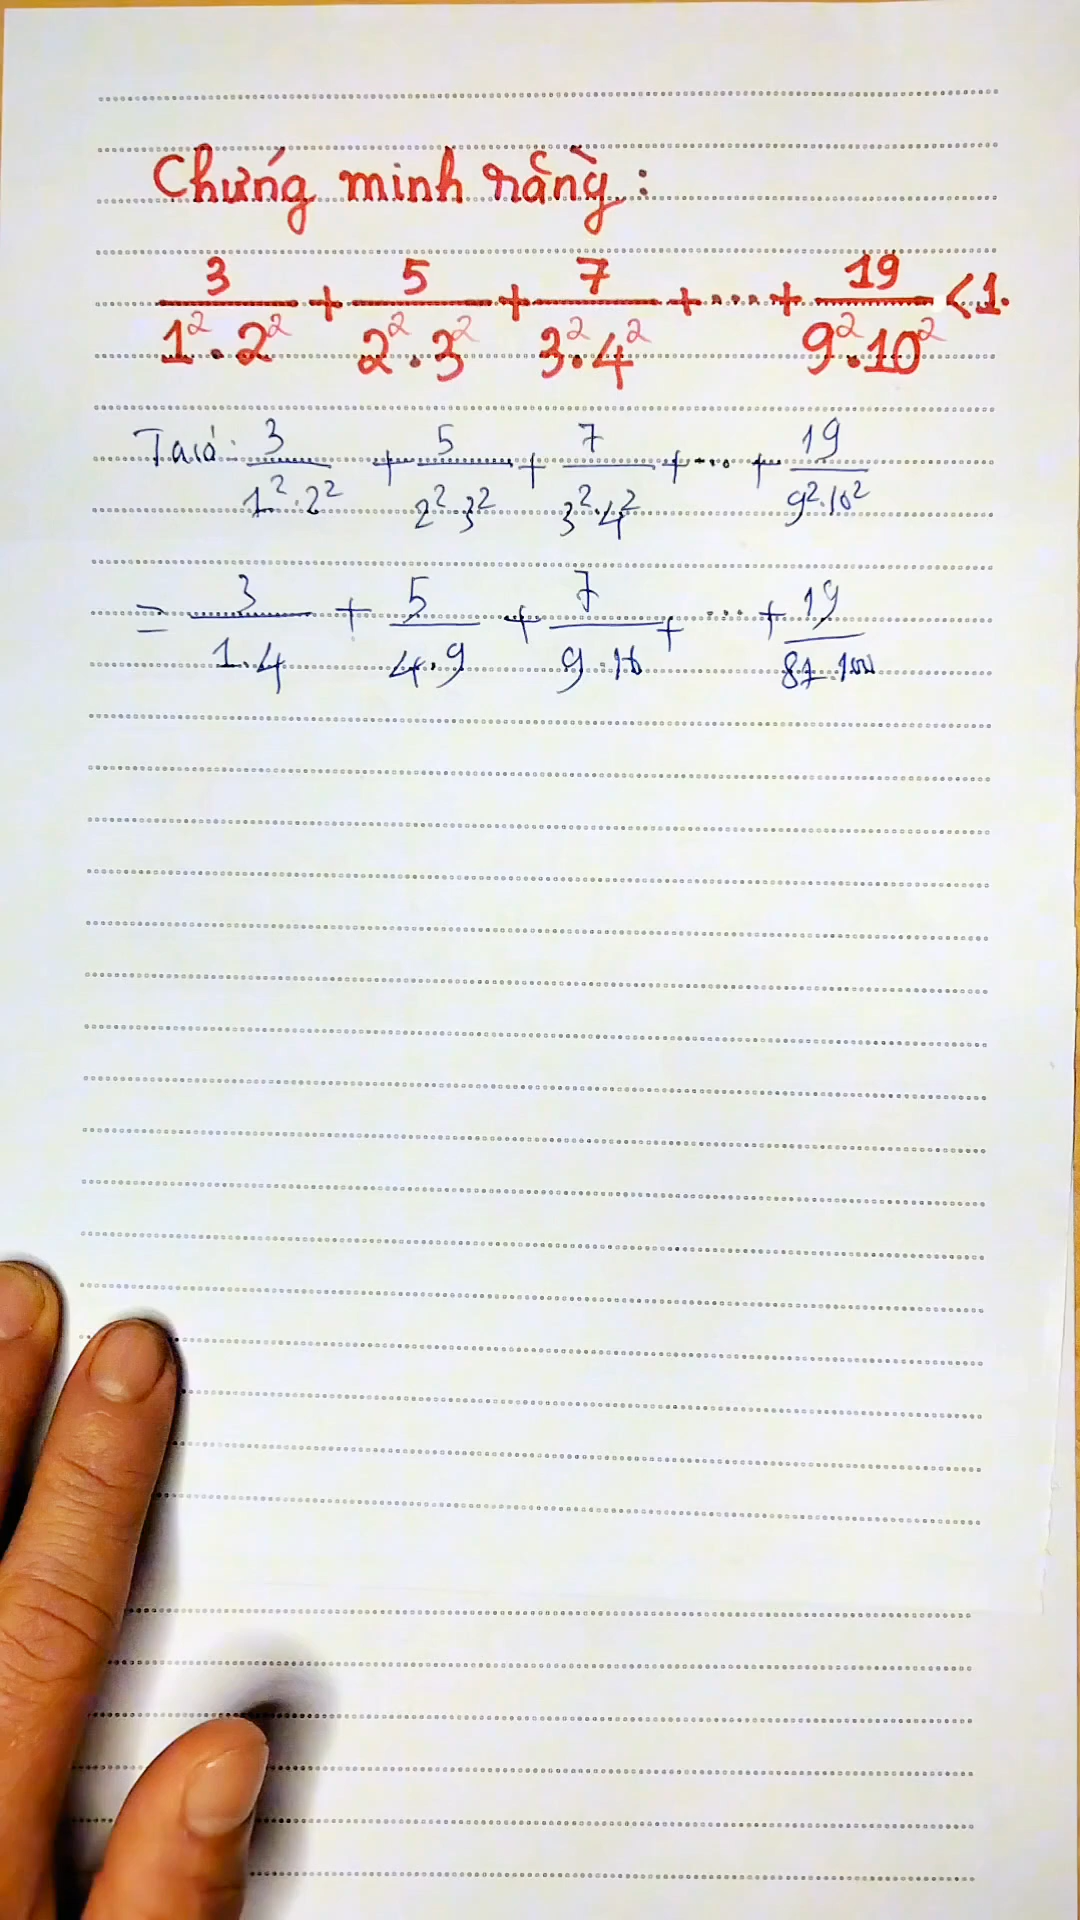 Chứng minh rằng:
3/(1².2²) + 5/(2².3²) + 7/(3².4²) + ... + 19/(9².10²) < 1.
Ta có: 3/(1².2²) + 5/(2².3²) + 7/(3².4²) + ... + 19/(9².10²)
= 3/(1.4) + 5/(4.9) + 7/(9.16) + ... + 19/(81.100)